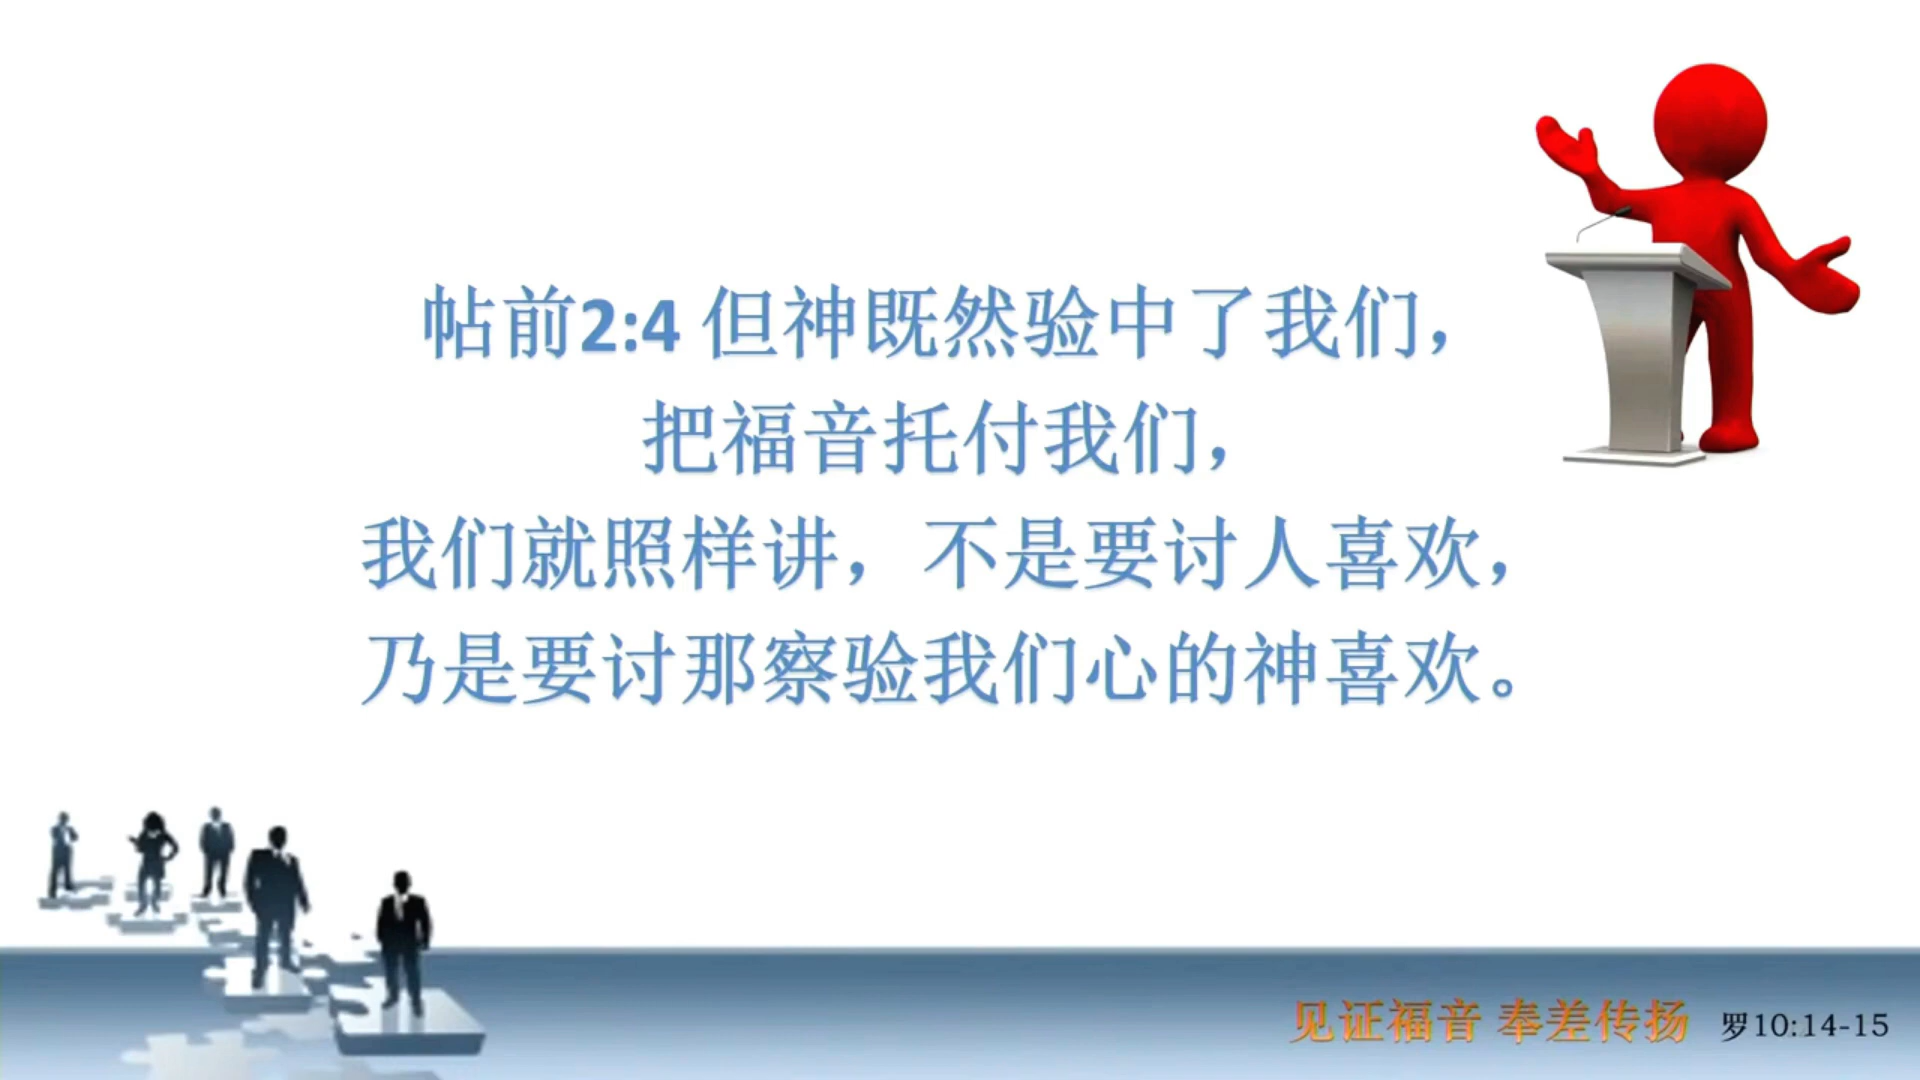 帖前2:4 但神既然验中了我们，
把福音托付我们，
我们就照样讲，不是要讨人喜欢，
乃是要讨那察验我们心的神喜欢。
见证福音 奉差传扬 罗10:14-15